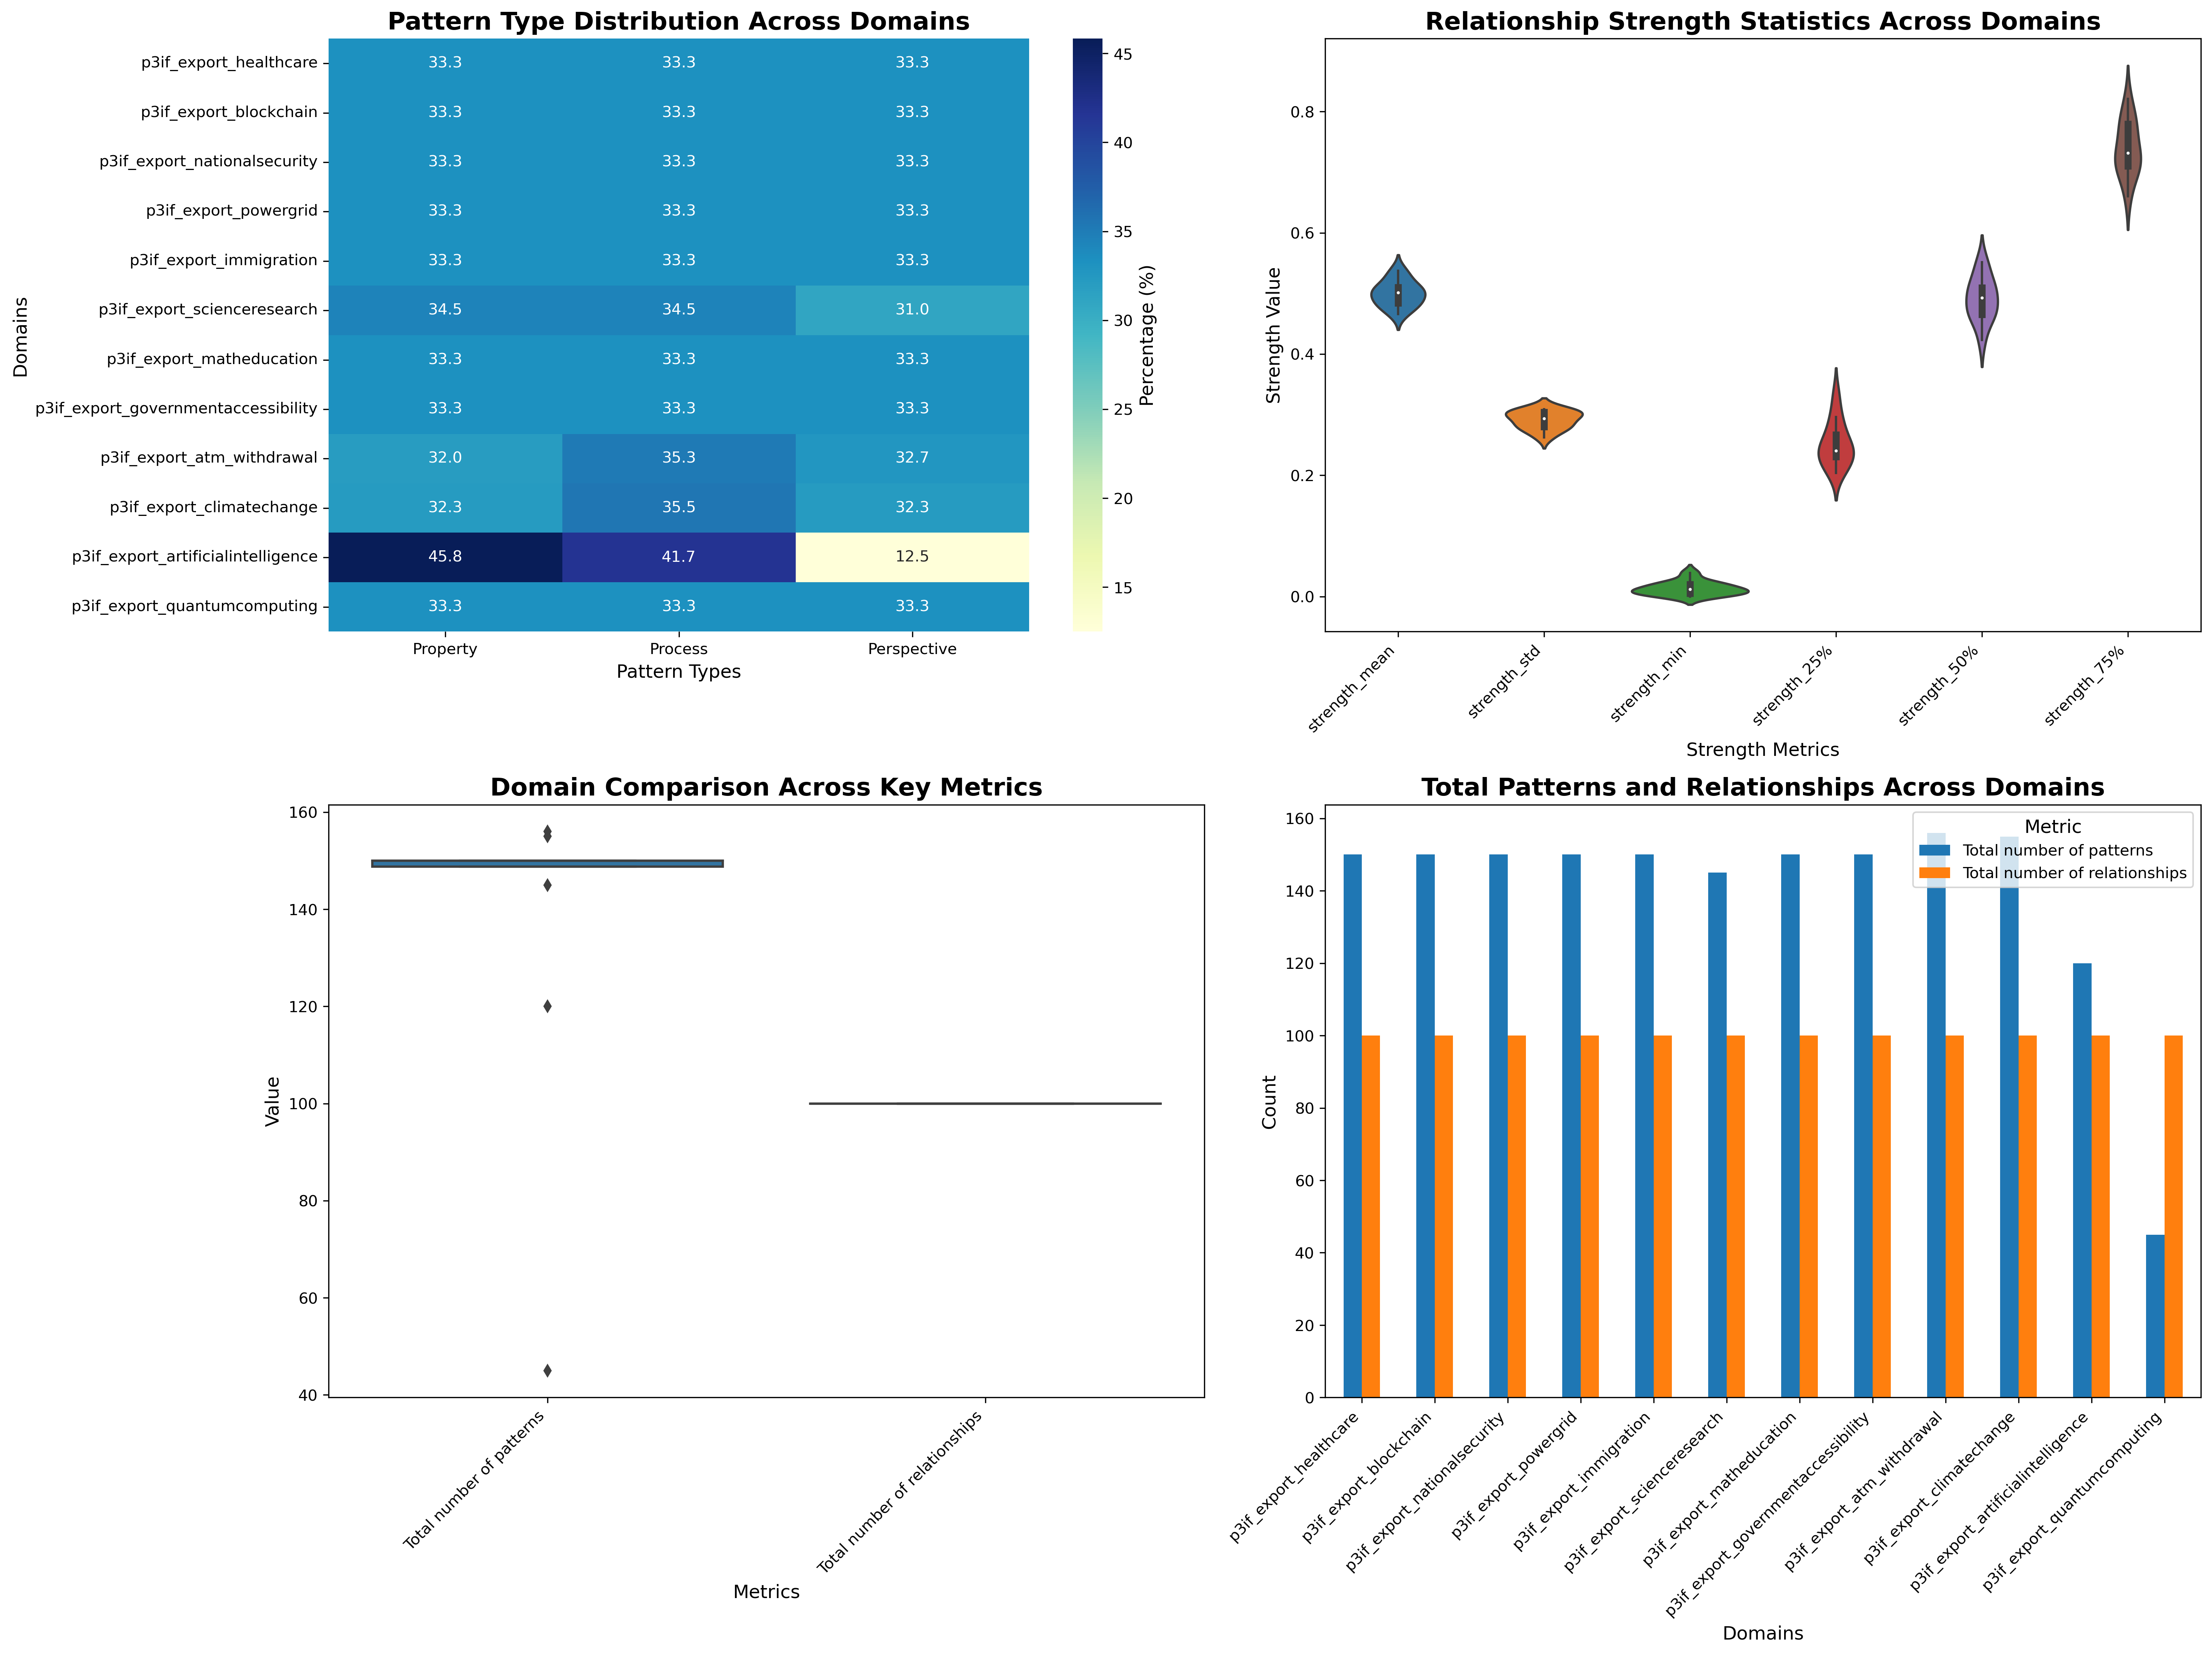 Pattern Type Distribution Across Domains
Domains
p3if_export_healthcare 33.3 33.3 33.3
p3if_export_blockchain 33.3 33.3 33.3
p3if_export_nationalsecurity 33.3 33.3 33.3
p3if_export_powergrid 33.3 33.3 33.3
p3if_export_immigration 33.3 33.3 33.3
p3if_export_scienceresearch 34.5 34.5 31.0
p3if_export_matheducation 33.3 33.3 33.3
p3if_export_governmentaccessibility 33.3 33.3 33.3
p3if_export_atm_withdrawal 32.0 35.3 32.7
p3if_export_climatechange 32.3 35.5 32.3
p3if_export_artificialintelligence 45.8 41.7 12.5
p3if_export_quantumcomputing 33.3 33.3 33.3
Property Process Perspective
Pattern Types
45
40
35
30
25
20
15
Percentage (%)
Relationship Strength Statistics Across Domains
Strength Value
0.8
0.6
0.4
0.2
0.0
strength_mean
strength_std
strength_min
strength_25%
strength_50%
strength_75%
Strength Metrics
Domain Comparison Across Key Metrics
Value
160
140
120
100
80
60
40
Total number of patterns
Total number of relationships
Metrics
Total Patterns and Relationships Across Domains
Metric
Total number of patterns
Total number of relationships
Count
160
140
120
100
80
60
40
20
0
p3if_export_healthcare
p3if_export_blockchain
p3if_export_nationalsecurity
p3if_export_powergrid
p3if_export_immigration
p3if_export_scienceresearch
p3if_export_matheducation
p3if_export_governmentaccessibility
p3if_export_atm_withdrawal
p3if_export_climatechange
p3if_export_artificialintelligence
p3if_export_quantumcomputing
Domains